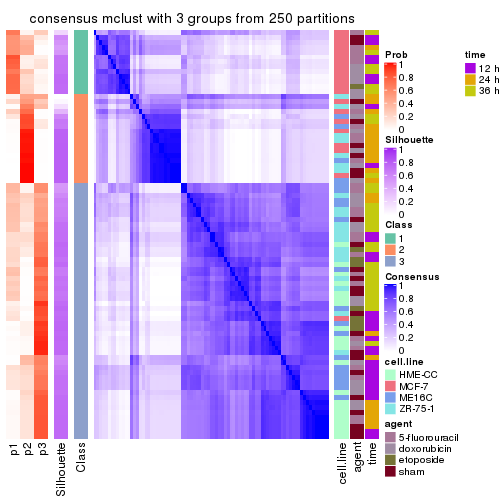 consensus mclust with 3 groups from 250 partitions
Prob
1
0.8
0.6
0.4
0.2
0
Silhouette
1
0.8
0.6
0.4
0.2
0
Class
1
2
3
Consensus
1
0.8
0.6
0.4
0.2
0
cell.line
HME-CC
MCF-7
ME16C
ZR-75-1
agent
5-fluorouracil
doxorubicin
etoposide
sham
time
12 h
24 h
36 h
p1
p2
p3
Silhouette
Class
cell.line
agent
time